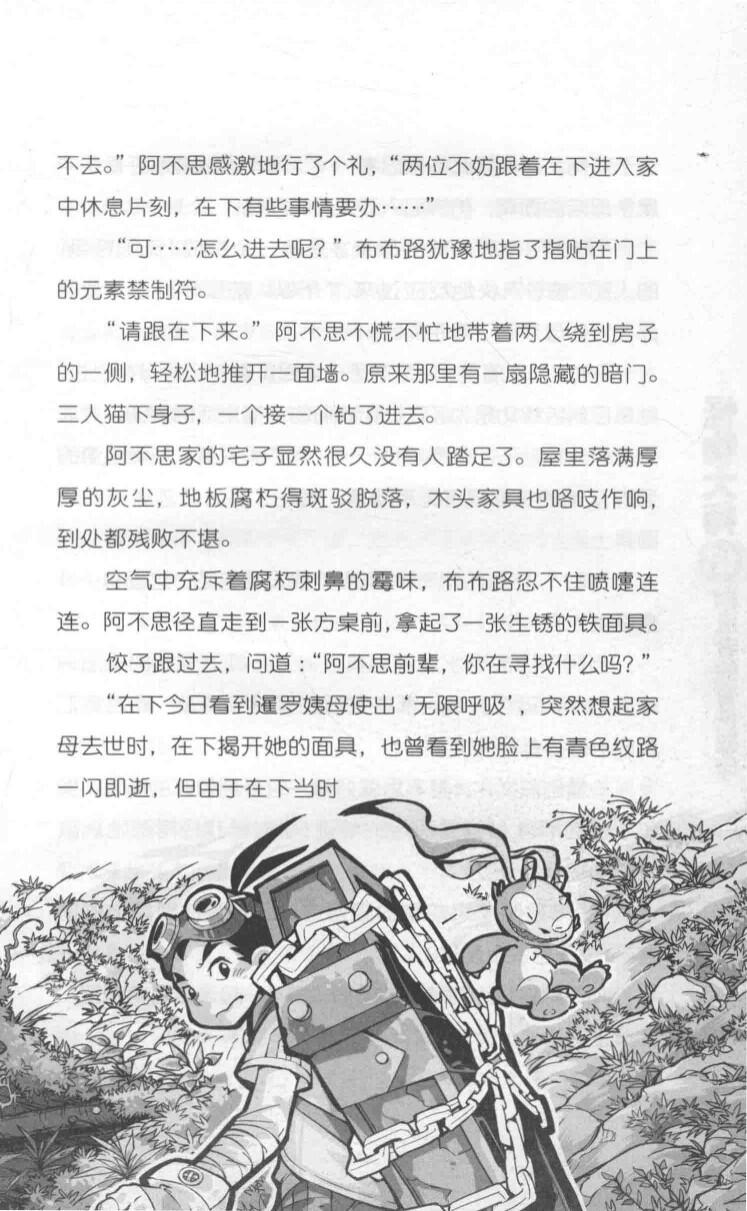 不去。”阿不思感激地行了个礼，“两位不妨跟着在下进入家
中休息片刻，在下有些事情要办……”
“可……怎么进去呢？”布布路犹豫地指了指贴在门上
的元素禁制符。
“请跟在下来。”阿不思不慌不忙地带着两人绕到房子
的一侧，轻松地推开一面墙。原来那里有一扇隐藏的暗门。
三人猫下身子，一个接一个钻了进去。
阿不思家的宅子显然很久没有人踏足了。屋里落满厚
厚的灰尘，地板腐朽得斑驳脱落，木头家具也咯吱作响，
到处都残败不堪。
空气中充斥着腐朽刺鼻的霉味，布布路忍不住喷嚏连
连。阿不思径直走到一张方桌前，拿起了一张生锈的铁面具。
饺子跟过去，问道：“阿不思前辈，你在寻找什么吗？”
“在下今日看到暹罗姨母使出‘无限呼吸’，突然想起家
母去世时，在下揭开她的面具，也曾看到她脸上有青色纹路
一闪即逝，但由于在下当时